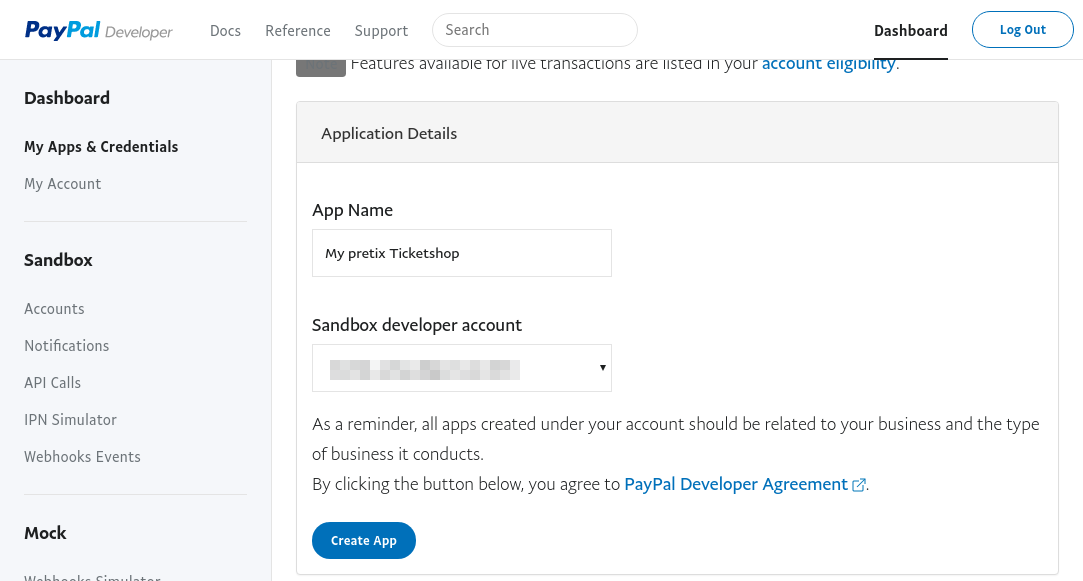 PayPal Developer
Docs
Reference
Support
Search
Dashboard
Log Out
Features available for live transactions are listed in your account eligibility.
Dashboard
My Apps & Credentials
My Account
Sandbox
Accounts
Notifications
API Calls
IPN Simulator
Webhooks Events
Mock
Webhooks Simulator
Application Details
App Name
My pretix Ticketshop
Sandbox developer account
As a reminder, all apps created under your account should be related to your business and the type
of business it conducts.
By clicking the button below, you agree to PayPal Developer Agreement.
Create App